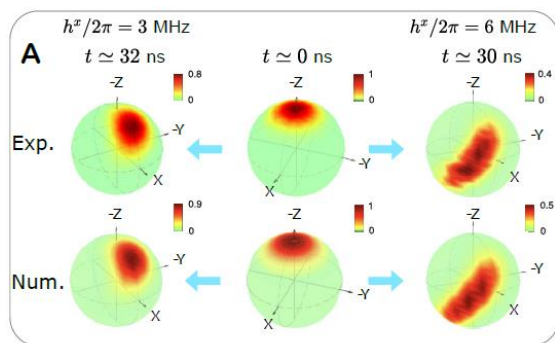 h^x/2π = 3 MHz h^x/2π = 6 MHz
A t ≃ 32 ns t ≃ 0 ns t ≃ 30 ns
-Z 0.8 0 -Z 1 0 -Z 0.4 0
Exp. -Y X -Y X -Y X
-Z 0.9 0 -Z 1 0 -Z 0.5 0
Num. -Y X -Y X -Y X